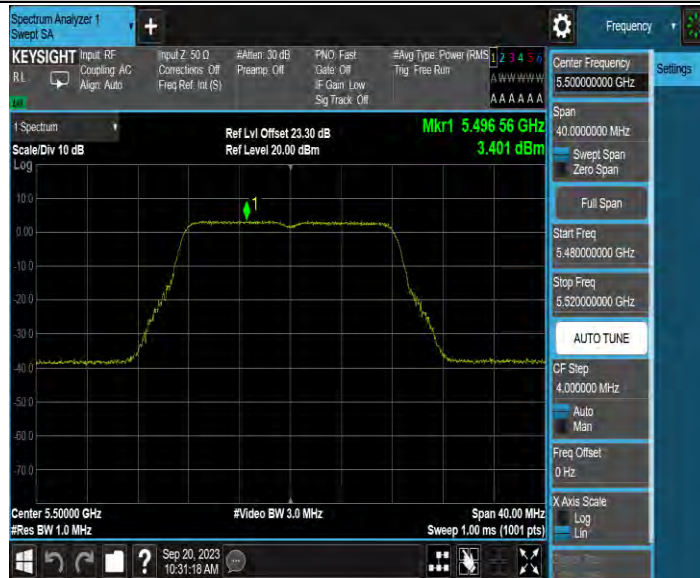 Spectrum Analyzer 1
Swept SA
+
Frequency
KEYSIGHT
RL
Input: RF
Coupling: AC
Align: Auto
Input Z: 50 Ω
Corrections: Off
Freq Ref: Int (S)
#Atten: 30 dB
Preamp: Off
PNO: Fast
Gate: Off
IF Gain: Low
Sig Track: Off
#Avg Type: Power (RMS
Trig: Free Run
1 2 3 4 5 6
A W W W W W
A A A A A A
Settings
Center Frequency
5.500000000 GHz
Span
40.0000000 MHz
Swept Span
Zero Span
Full Span
Start Freq
5.480000000 GHz
Stop Freq
5.520000000 GHz
AUTO TUNE
CF Step
4.000000 MHz
Auto
Man
Freq Offset
0 Hz
X Axis Scale
Log
Lin
1 Spectrum
Scale/Div 10 dB
Log
Ref Lvl Offset 23.30 dB
Ref Level 20.00 dBm
Mkr1 5.496 56 GHz
3.401 dBm
1
10.0
0.00
-10.0
-20.0
-30.0
-40.0
-50.0
-60.0
-70.0
Center 5.50000 GHz
#Res BW 1.0 MHz
#Video BW 3.0 MHz
Span 40.00 MHz
Sweep 1.00 ms (1001 pts)
?
Sep 20, 2023
10:31:18 AM